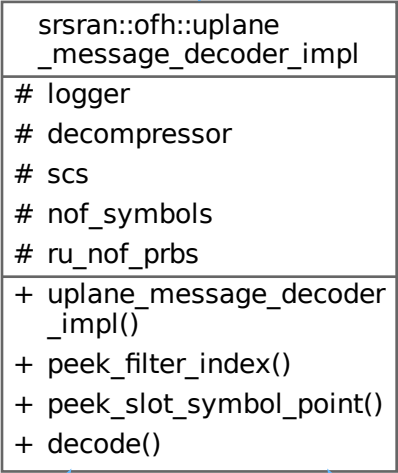 srsran::ofh::uplane
_message_decoder_impl
# logger
# decompressor
# scs
# nof_symbols
# ru_nof_prbs
+ uplane_message_decoder
_impl()
+ peek_filter_index()
+ peek_slot_symbol_point()
+ decode()